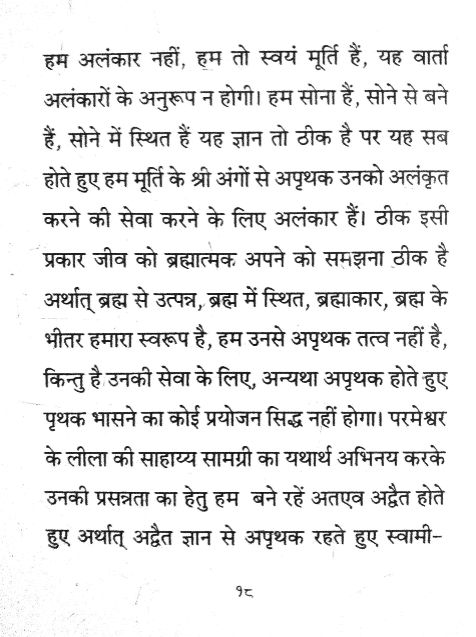 हम अलंकार नहीं, हम तो स्वयं मूर्ति हैं, यह वार्ता
अलंकारों के अनुरूप न होगी। हम सोना हैं, सोने से बने
हैं, सोने में स्थित हैं यह ज्ञान तो ठीक है पर यह सब
होते हुए हम मूर्ति के श्री अंगों से अपृथक उनको अलंकृत
करने की सेवा करने के लिए अलंकार हैं। ठीक इसी
प्रकार जीव को ब्रह्मात्मक अपने को समझना ठीक है
अर्थात् ब्रह्म से उत्पन्न, ब्रह्म में स्थित, ब्रह्माकार, ब्रह्म के
भीतर हमारा स्वरूप है, हम उनसे अपृथक तत्व नहीं है,
किन्तु है उनकी सेवा के लिए, अन्यथा अपृथक होते हुए
पृथक भासने का कोई प्रयोजन सिद्ध नहीं होगा। परमेश्वर
के लीला की साहाय्य सामग्री का यथार्थ अभिनय करके
उनकी प्रसन्नता का हेतु हम बने रहें अतएव अद्वैत होते
हुए अर्थात् अद्वैत ज्ञान से अपृथक रहते हुए स्वामी-
१८